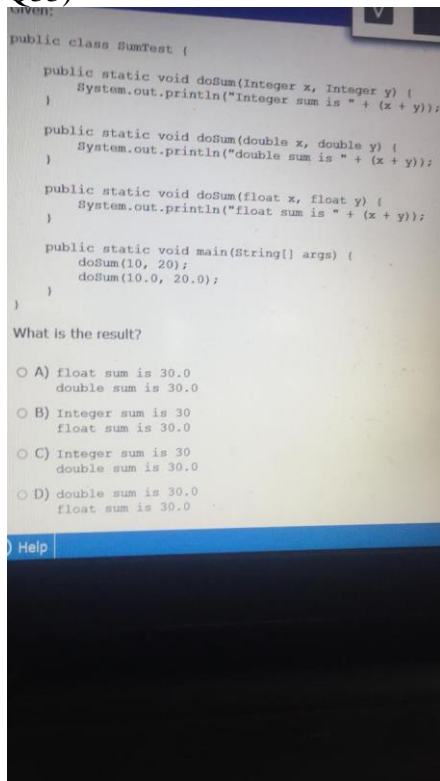 Given:
public class SumTest {
public static void doSum(Integer x, Integer y) {
System.out.println("Integer sum is " + (x + y));
}
public static void doSum(double x, double y) {
System.out.println("double sum is " + (x + y));
}
public static void doSum(float x, float y) {
System.out.println("float sum is " + (x + y));
}
public static void main(String[] args) {
doSum(10, 20);
doSum(10.0, 20.0);
}
}
What is the result?
A) float sum is 30.0
double sum is 30.0
B) Integer sum is 30
float sum is 30.0
C) Integer sum is 30
double sum is 30.0
D) double sum is 30.0
float sum is 30.0
Help